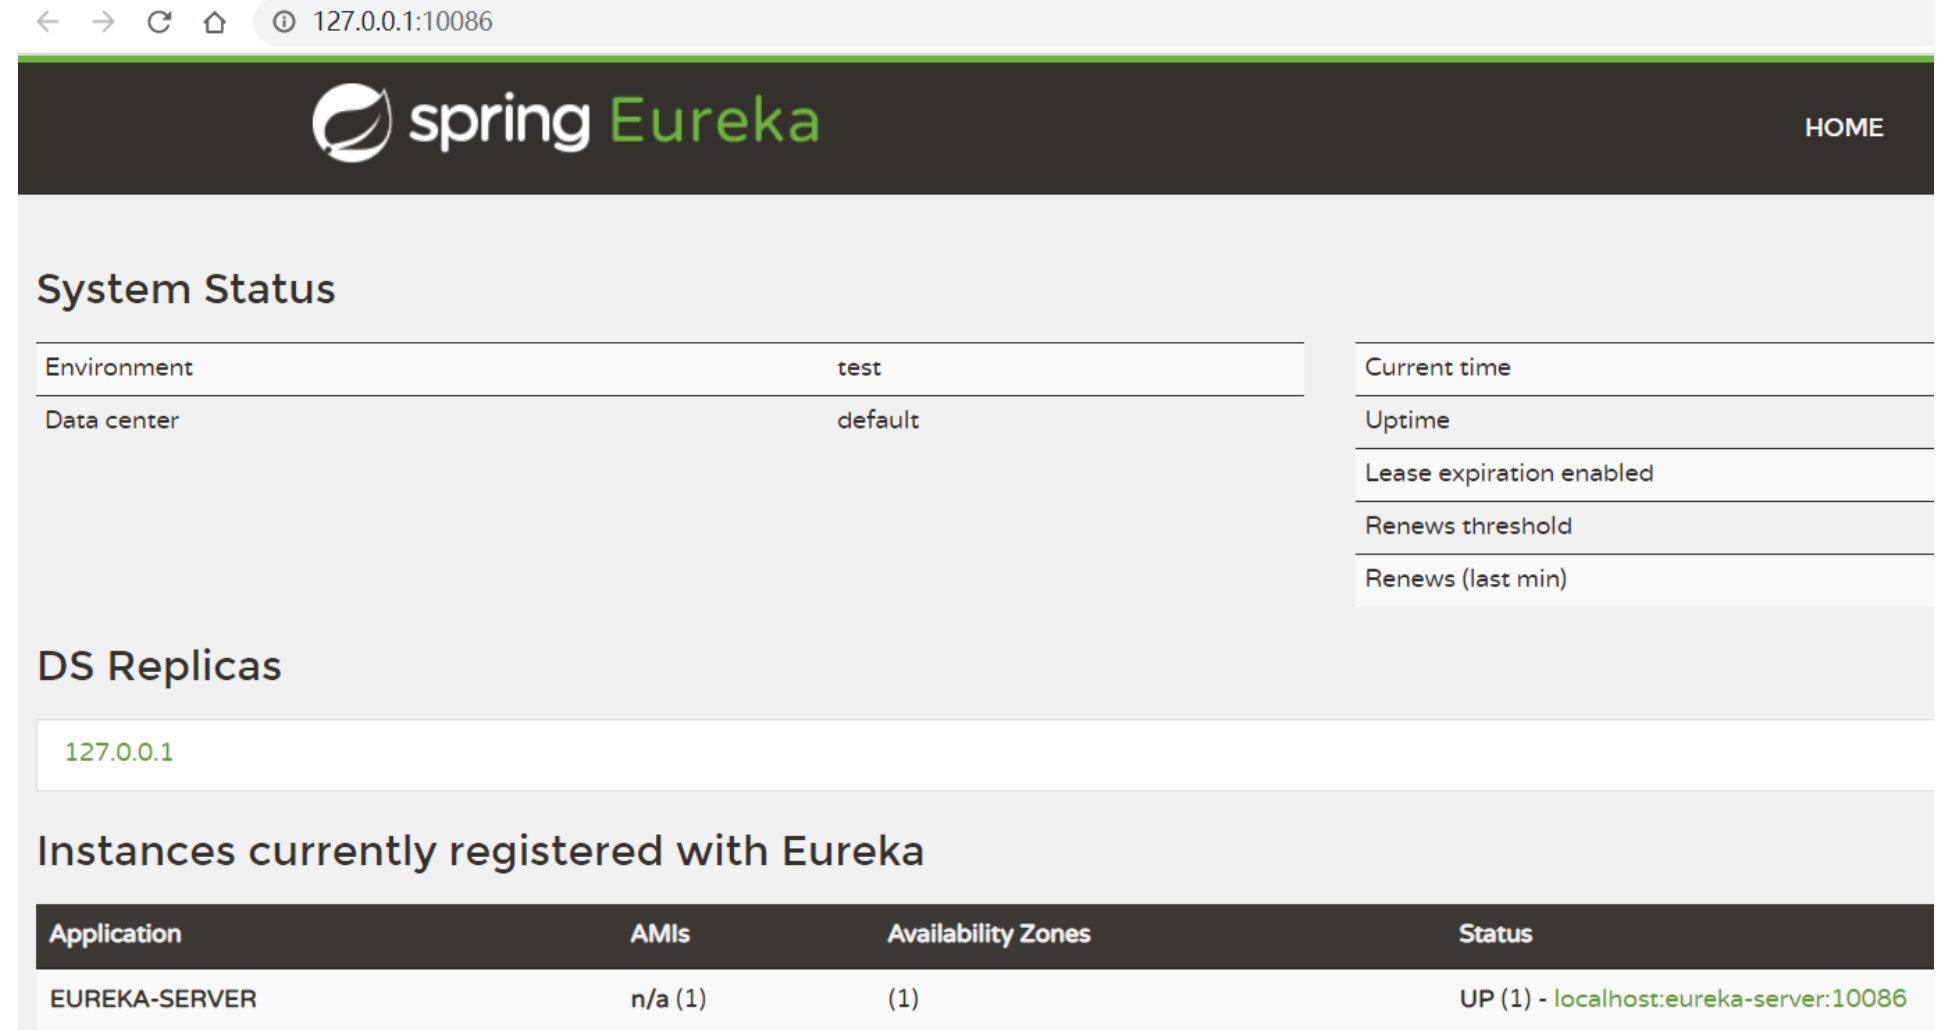 127.0.0.1:10086
spring Eureka
HOME
System Status
Environment test
Data center default
Current time
Uptime
Lease expiration enabled
Renews threshold
Renews (last min)
DS Replicas
127.0.0.1
Instances currently registered with Eureka
Application AMIs Availability Zones Status
EUREKA-SERVER n/a (1) (1) UP (1) - localhost:eureka-server:10086